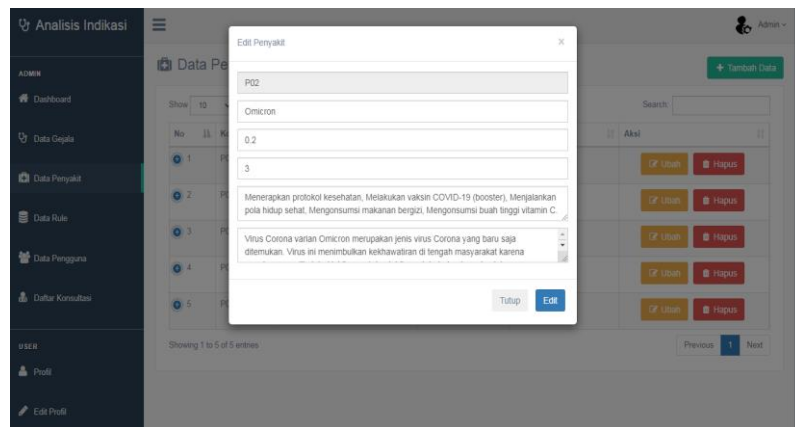 Analisis Indikasi
Admin
Edit Penyakit
×
ADMIN
Data Pe
+ Tambah Data
P02
Dashboard
Show 10
Search:
Omicron
No
Aksi
0.2
Data Gejala
1
Ubah Hapus
3
Data Penyakit
2
Ubah Hapus
Menerapkan protokol kesehatan, Melakukan vaksin COVID-19 (booster), Menjalankan
pola hidup sehat, Mengonsumsi makanan bergizi, Mengonsumsi buah tinggi vitamin C.
Data Rule
3
Ubah Hapus
Virus Corona varian Omicron merupakan jenis virus Corona yang baru saja
ditemukan. Virus ini menimbulkan kekhawatiran di tengah masyarakat karena
Data Pengguna
4
Ubah Hapus
Daftar Konsultasi
5
Tutup Edit
Ubah Hapus
USER
Showing 1 to 5 of 5 entries
Previous 1 Next
Profil
Edit Profil